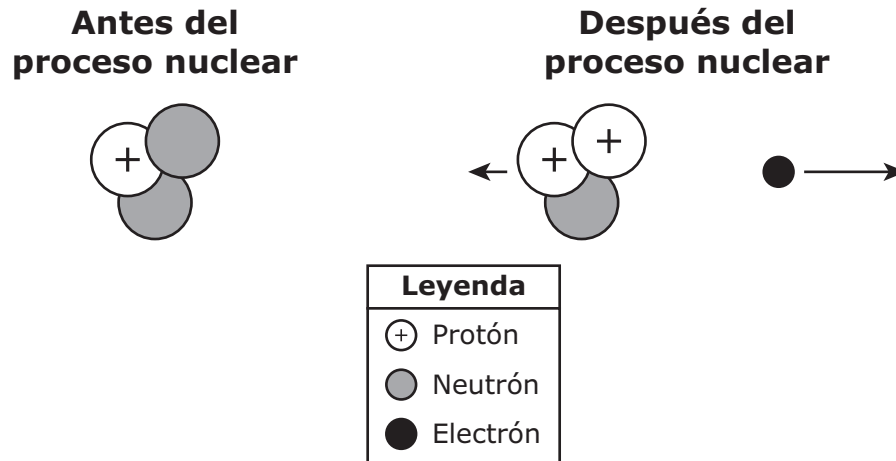 Antes del
proceso nuclear
Después del
proceso nuclear
+
+
+
Leyenda
+ Protón
Neutrón
Electrón